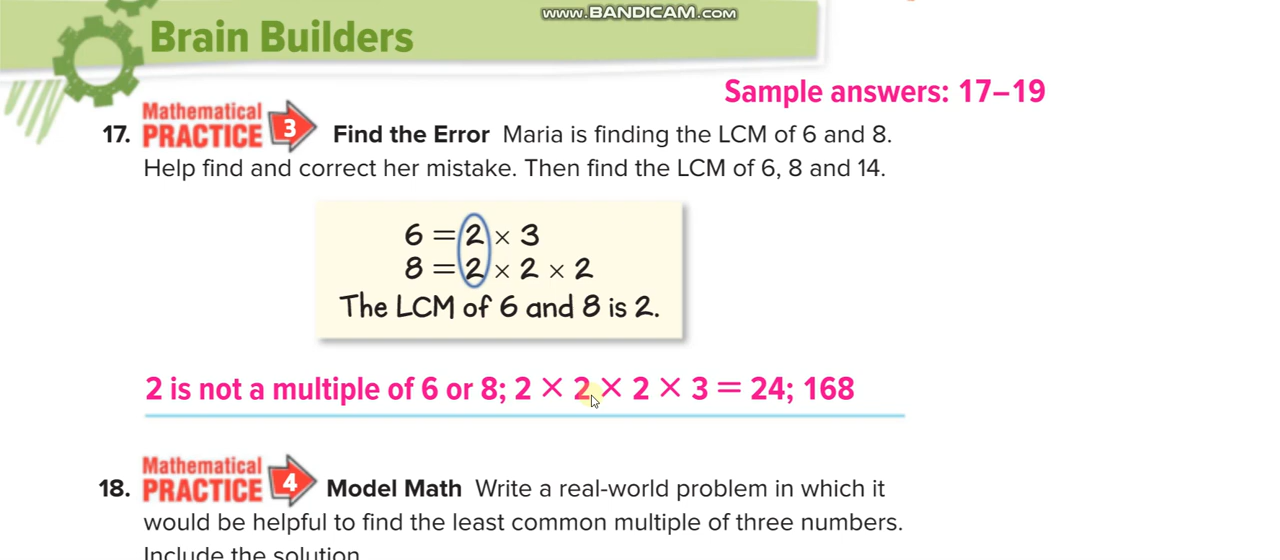 www.BANDICAM.com
Brain Builders
Sample answers: 17–19
17. Mathematical PRACTICE 3 Find the Error Maria is finding the LCM of 6 and 8.
Help find and correct her mistake. Then find the LCM of 6, 8 and 14.
6 = 2 × 3
8 = 2 × 2 × 2
The LCM of 6 and 8 is 2.
2 is not a multiple of 6 or 8; 2 × 2 × 2 × 3 = 24; 168
18. Mathematical PRACTICE 4 Model Math Write a real-world problem in which it
would be helpful to find the least common multiple of three numbers.
Include the solution.